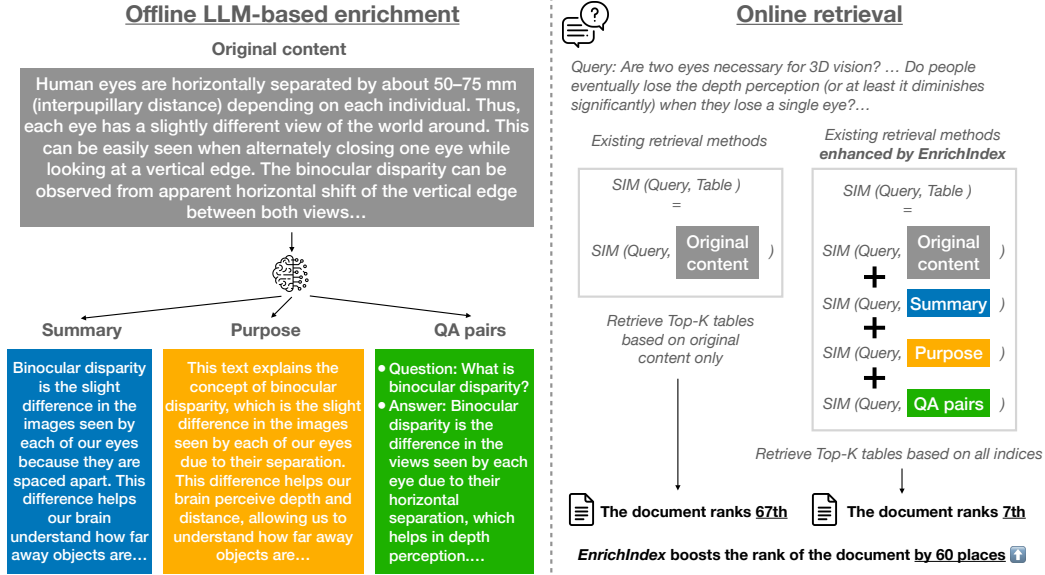 Offline LLM-based enrichment
Original content
Human eyes are horizontally separated by about 50–75 mm
(interpupillary distance) depending on each individual. Thus,
each eye has a slightly different view of the world around. This
can be easily seen when alternately closing one eye while
looking at a vertical edge. The binocular disparity can be
observed from apparent horizontal shift of the vertical edge
between both views…
Summary
Binocular disparity
is the slight
difference in the
images seen by
each of our eyes
because they are
spaced apart. This
difference helps
our brain
understand how far
away objects are…
Purpose
This text explains the
concept of binocular
disparity, which is the slight
difference in the images
seen by each of our eyes
due to their separation.
This difference helps our
brain perceive depth and
distance, allowing us to
understand how far away
objects are…
QA pairs
• Question: What is
binocular disparity?
• Answer: Binocular
disparity is the
difference in the
views seen by each
eye due to their
horizontal
separation, which
helps in depth
perception.…
Online retrieval
?
Query: Are two eyes necessary for 3D vision? … Do people
eventually lose the depth perception (or at least it diminishes
significantly) when they lose a single eye?…
Existing retrieval methods
SIM (Query, Table )
=
SIM (Query, Original content )
Retrieve Top-K tables
based on original
content only
The document ranks 67th
Existing retrieval methods
enhanced by EnrichIndex
SIM (Query, Table )
=
SIM (Query, Original content )
+
SIM (Query, Summary )
+
SIM (Query, Purpose )
+
SIM (Query, QA pairs )
Retrieve Top-K tables based on all indices
The document ranks 7th
EnrichIndex boosts the rank of the document by 60 places